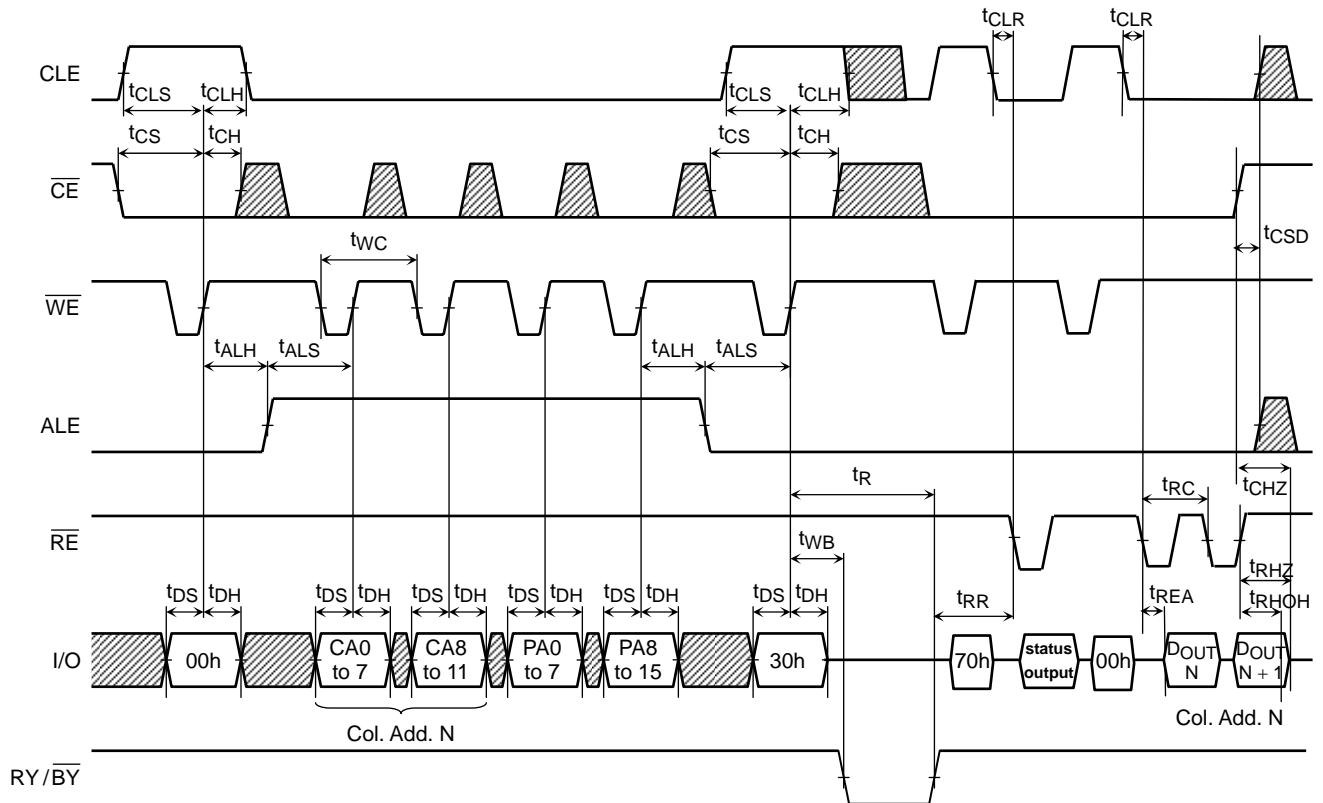 tCLR tCLR
CLE
tCLS tCLH tCLS tCLH
tCS tCH tCS tCH
CE
tCSD
tWC
WE
tALH tALS tALH tALS
ALE
tR
tCHZ
tRC
RE
tWB
tRHZ
tDS tDH tDS tDH tDS tDH tDS tDH tDS tDH tDS tDH tRR tREA tRHOH
I/O
00h
CA0 to 7
CA8 to 11
PA0 to 7
PA8 to 15
30h
70h
status output
00h
DOUT N
DOUT N + 1
Col. Add. N
Col. Add. N
RY/BY